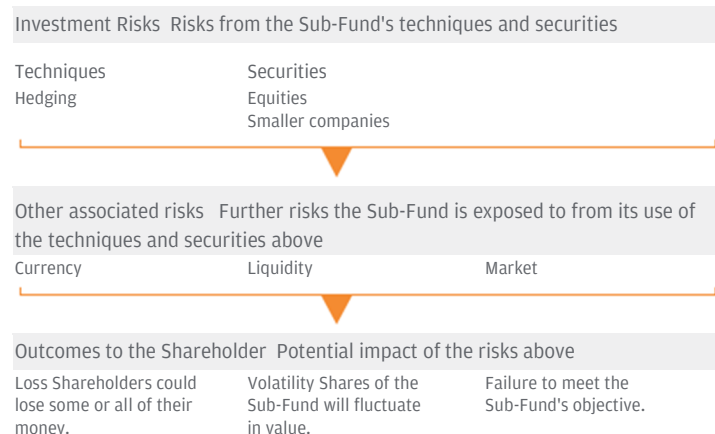 Investment Risks Risks from the Sub-Fund's techniques and securities
Techniques
Hedging
Securities
Equities
Smaller companies
Other associated risks Further risks the Sub-Fund is exposed to from its use of
the techniques and securities above
Currency
Liquidity
Market
Outcomes to the Shareholder Potential impact of the risks above
Loss Shareholders could
lose some or all of their
money.
Volatility Shares of the
Sub-Fund will fluctuate
in value.
Failure to meet the
Sub-Fund's objective.